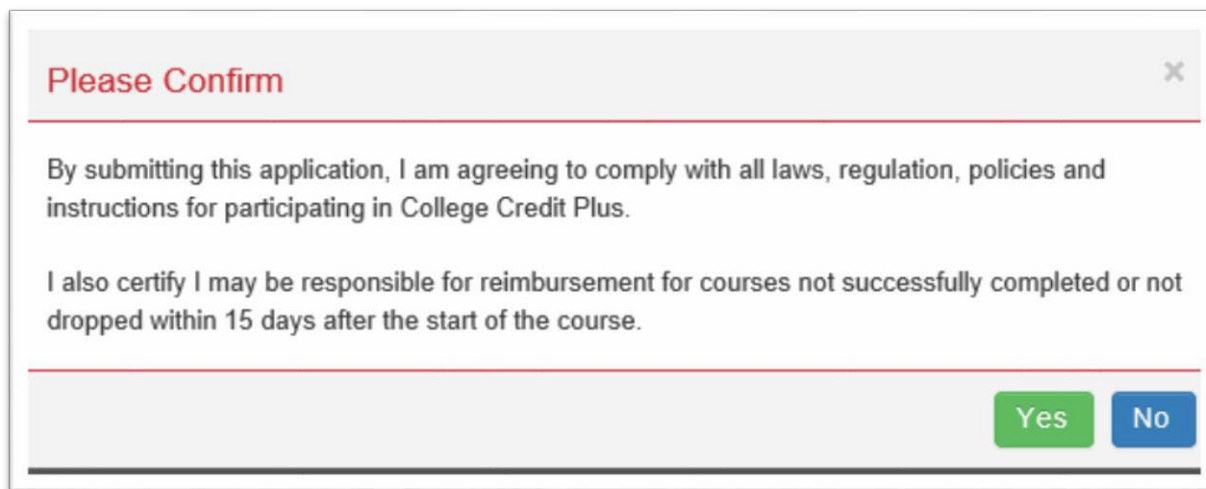 Please Confirm
×
By submitting this application, I am agreeing to comply with all laws, regulation, policies and
instructions for participating in College Credit Plus.
I also certify I may be responsible for reimbursement for courses not successfully completed or not
dropped within 15 days after the start of the course.
Yes No